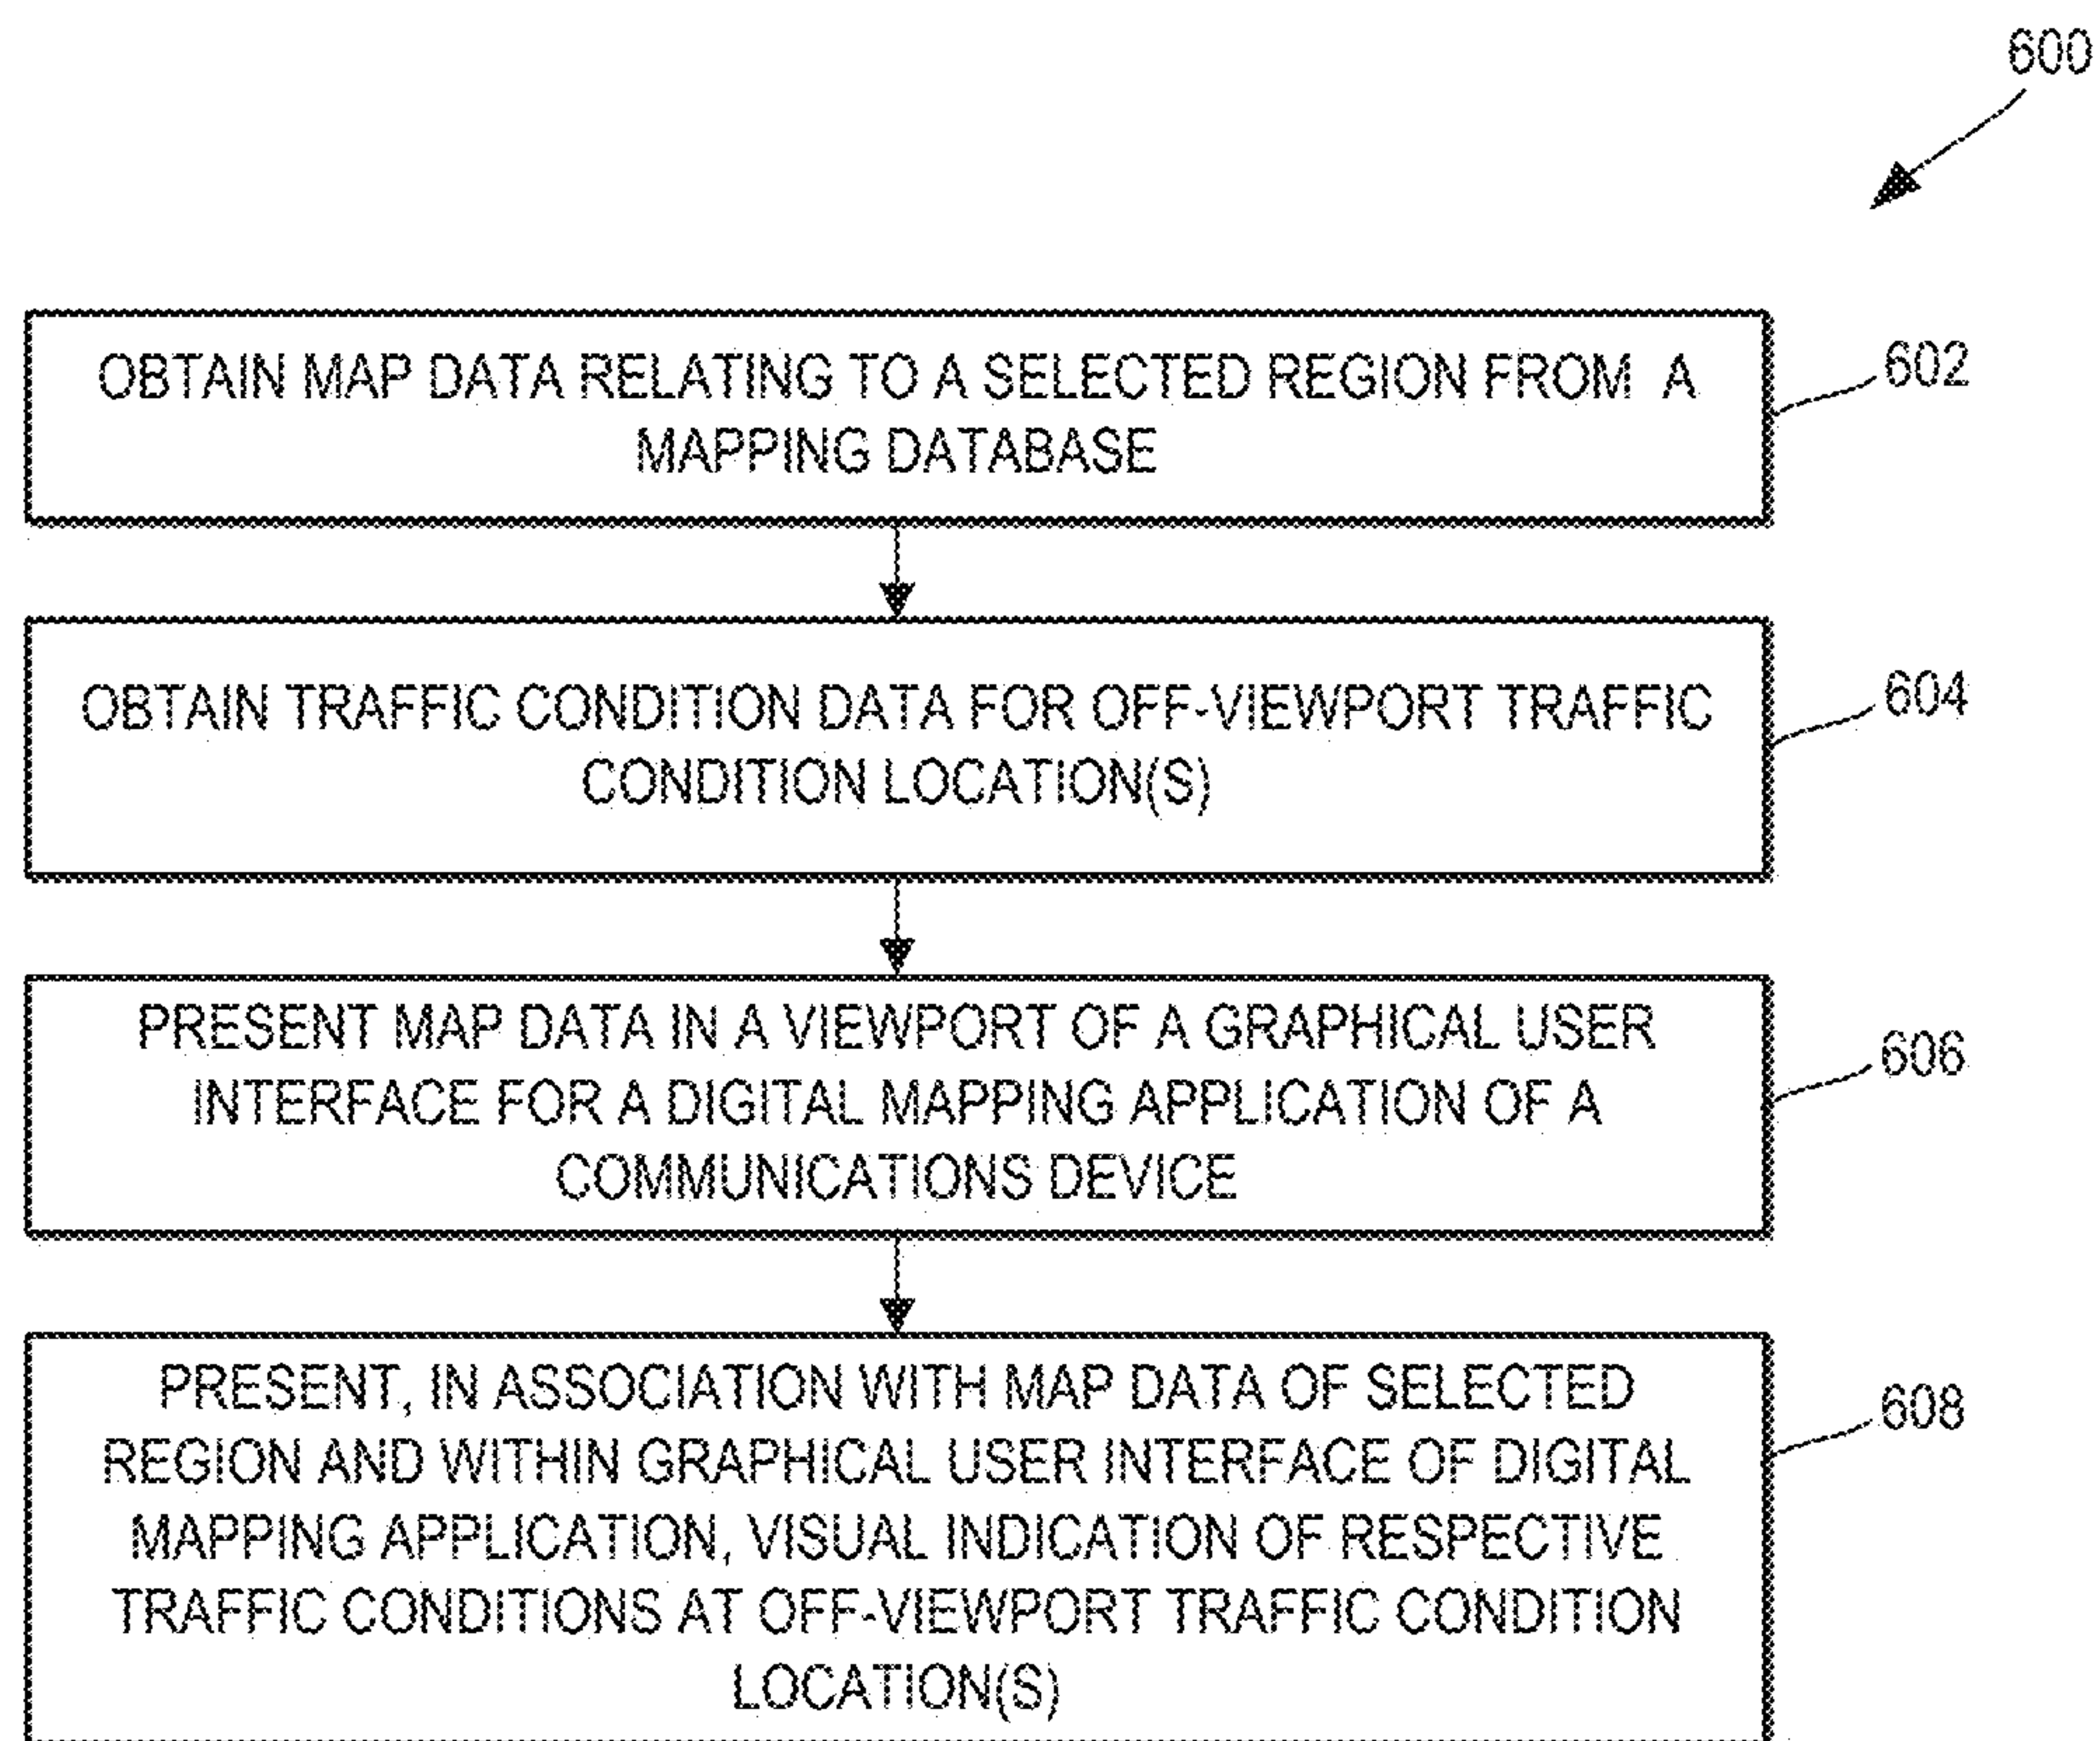 600
OBTAIN MAP DATA RELATING TO A SELECTED REGION FROM A
MAPPING DATABASE
602
OBTAIN TRAFFIC CONDITION DATA FOR OFF-VIEWPORT TRAFFIC
CONDITION LOCATION(S)
604
PRESENT MAP DATA IN A VIEWPORT OF A GRAPHICAL USER
INTERFACE FOR A DIGITAL MAPPING APPLICATION OF A
COMMUNICATIONS DEVICE
606
PRESENT, IN ASSOCIATION WITH MAP DATA OF SELECTED
REGION AND WITHIN GRAPHICAL USER INTERFACE OF DIGITAL
MAPPING APPLICATION, VISUAL INDICATION OF RESPECTIVE
TRAFFIC CONDITIONS AT OFF-VIEWPORT TRAFFIC CONDITION
LOCATION(S)
608